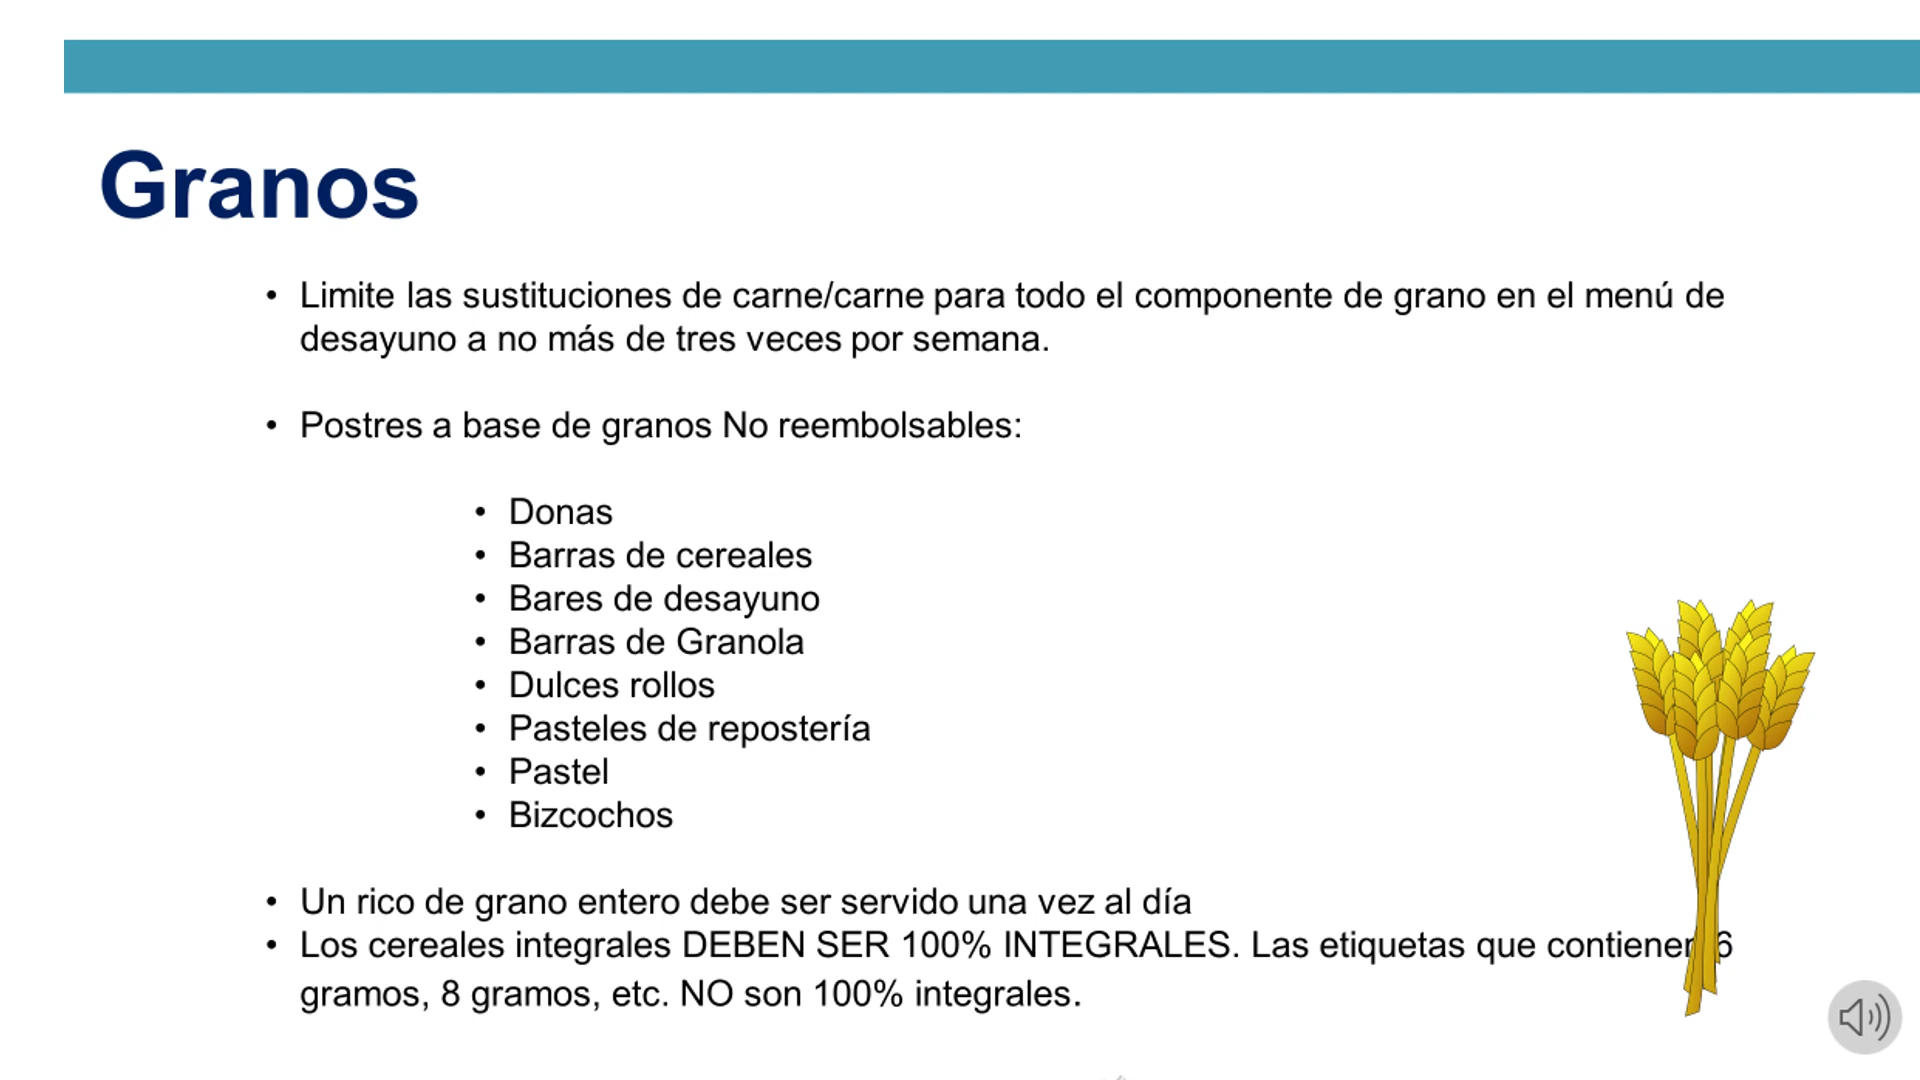 Granos
• Limite las sustituciones de carne/carne para todo el componente de grano en el menú de
desayuno a no más de tres veces por semana.
• Postres a base de granos No reembolsables:
• Donas
• Barras de cereales
• Bares de desayuno
• Barras de Granola
• Dulces rollos
• Pasteles de repostería
• Pastel
• Bizcochos
• Un rico de grano entero debe ser servido una vez al día
• Los cereales integrales DEBEN SER 100% INTEGRALES. Las etiquetas que contienen 6
gramos, 8 gramos, etc. NO son 100% integrales.